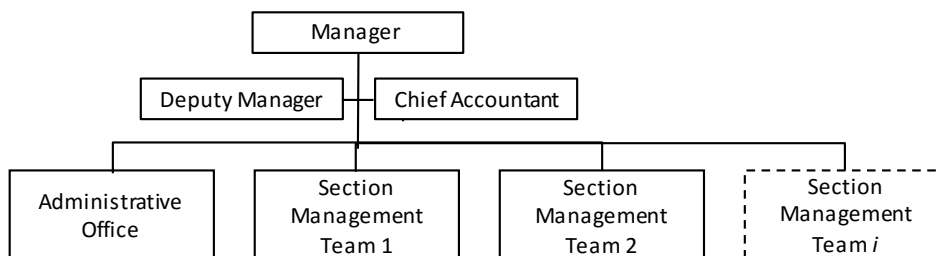 Manager
Deputy Manager
Chief Accountant
Administrative
Office
Section
Management
Team 1
Section
Management
Team 2
Section
Management
Team i